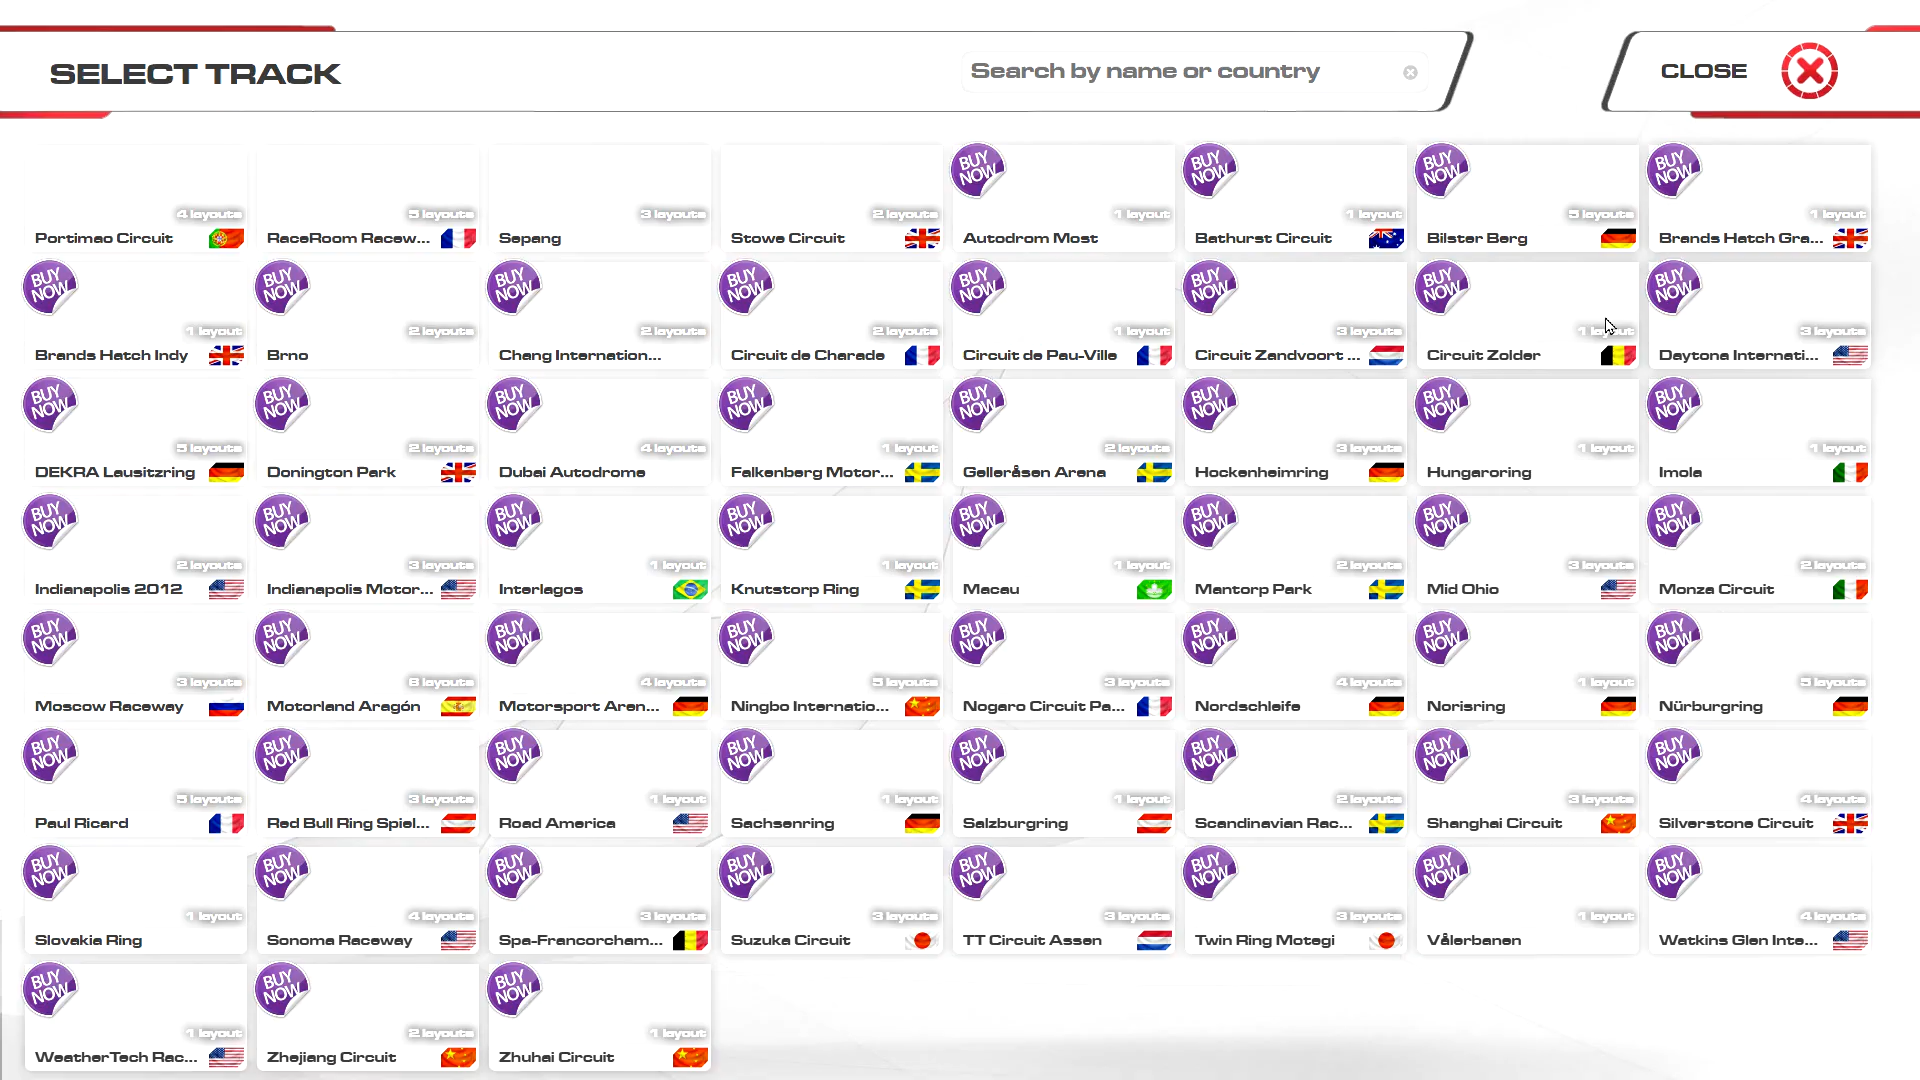 SELECT TRACK
Search by name or country
CLOSE
BUY NOW
BUY NOW
BUY NOW
BUY NOW
4 layouts
5 layouts
3 layouts
2 layouts
1 layout
1 layout
5 layouts
1 layout
Portimao Circuit
RaceRoom Racew...
Sepang
Stowe Circuit
Autodrom Most
Bathurst Circuit
Bilster Berg
Brands Hatch Gra...
BUY NOW
BUY NOW
BUY NOW
BUY NOW
BUY NOW
BUY NOW
BUY NOW
BUY NOW
1 layout
2 layouts
2 layouts
2 layouts
1 layout
3 layouts
1 layout
3 layouts
Brands Hatch Indy
Brno
Chang Internation...
Circuit de Charade
Circuit de Pau-Ville
Circuit Zandvoort ...
Circuit Zolder
Daytona Internati...
BUY NOW
BUY NOW
BUY NOW
BUY NOW
BUY NOW
BUY NOW
BUY NOW
BUY NOW
5 layouts
2 layouts
4 layouts
1 layout
2 layouts
3 layouts
1 layout
1 layout
DEKRA Lausitzring
Donington Park
Dubai Autodrome
Falkenberg Motor...
Gelleråsen Arena
Hockenheimring
Hungaroring
Imola
BUY NOW
BUY NOW
BUY NOW
BUY NOW
BUY NOW
BUY NOW
BUY NOW
BUY NOW
2 layouts
3 layouts
1 layout
1 layout
1 layout
2 layouts
3 layouts
2 layouts
Indianapolis 2012
Indianapolis Motor...
Interlagos
Knutstorp Ring
Macau
Mantorp Park
Mid Ohio
Monza Circuit
BUY NOW
BUY NOW
BUY NOW
BUY NOW
BUY NOW
BUY NOW
BUY NOW
BUY NOW
3 layouts
layouts
4 layouts
5 layouts
3 layouts
4 layouts
1 layout
5 layouts
Moscow Raceway
Motorland Aragón
Motorsport Aren...
Ningbo Internatio...
Nogaro Circuit Pa...
Nordschleife
Norisring
Nürburgring
BUY NOW
BUY NOW
BUY NOW
BUY NOW
BUY NOW
BUY NOW
BUY NOW
BUY NOW
5 layouts
3 layouts
1 layout
1 layout
1 layout
2 layouts
3 layouts
4 layouts
Paul Ricard
Red Bull Ring Spiel...
Road America
Sachsenring
Salzburgring
Scandinavian Rac...
Shanghai Circuit
Silverstone Circuit
BUY NOW
BUY NOW
BUY NOW
BUY NOW
BUY NOW
BUY NOW
BUY NOW
BUY NOW
1 layout
4 layouts
3 layouts
3 layouts
3 layouts
3 layouts
1 layout
4 layouts
Slovakia Ring
Sonoma Raceway
Spa-Francorcham...
Suzuka Circuit
TT Circuit Assen
Twin Ring Motegi
Vålerbanen
Watkins Glen Inte...
BUY NOW
BUY NOW
BUY NOW
1 layout
2 layouts
1 layout
WeatherTech Rac...
Zhejiang Circuit
Zhuhai Circuit